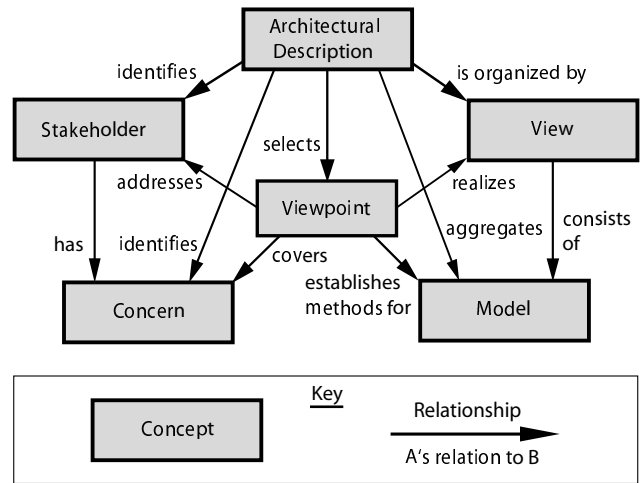 Architectural
Description
identifies
is organized by
Stakeholder
View
selects
addresses
realizes
Viewpoint
has
identifies
covers
aggregates
consists
of
establishes
methods for
Concern
Model
Key
Concept
Relationship
A‘s relation to B